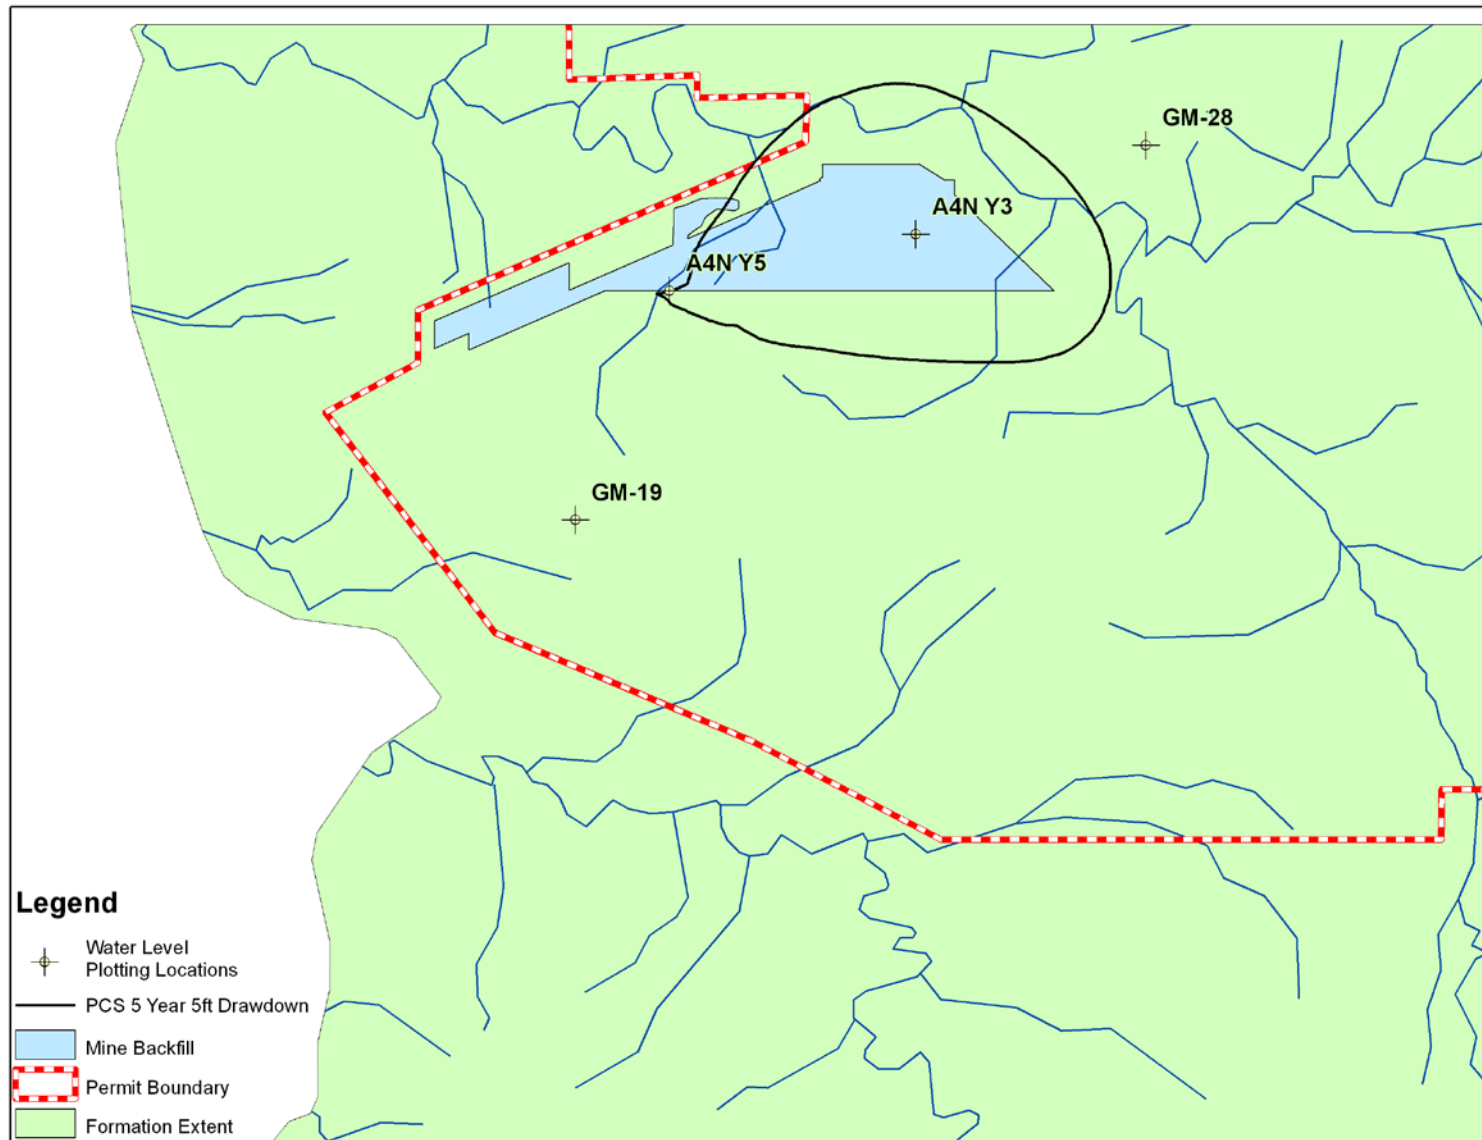 GM-28
A4N Y3
A4N Y5
GM-19
Legend
Water Level
Plotting Locations
PCS 5 Year 5ft Drawdown
Mine Backfill
Permit Boundary
Formation Extent